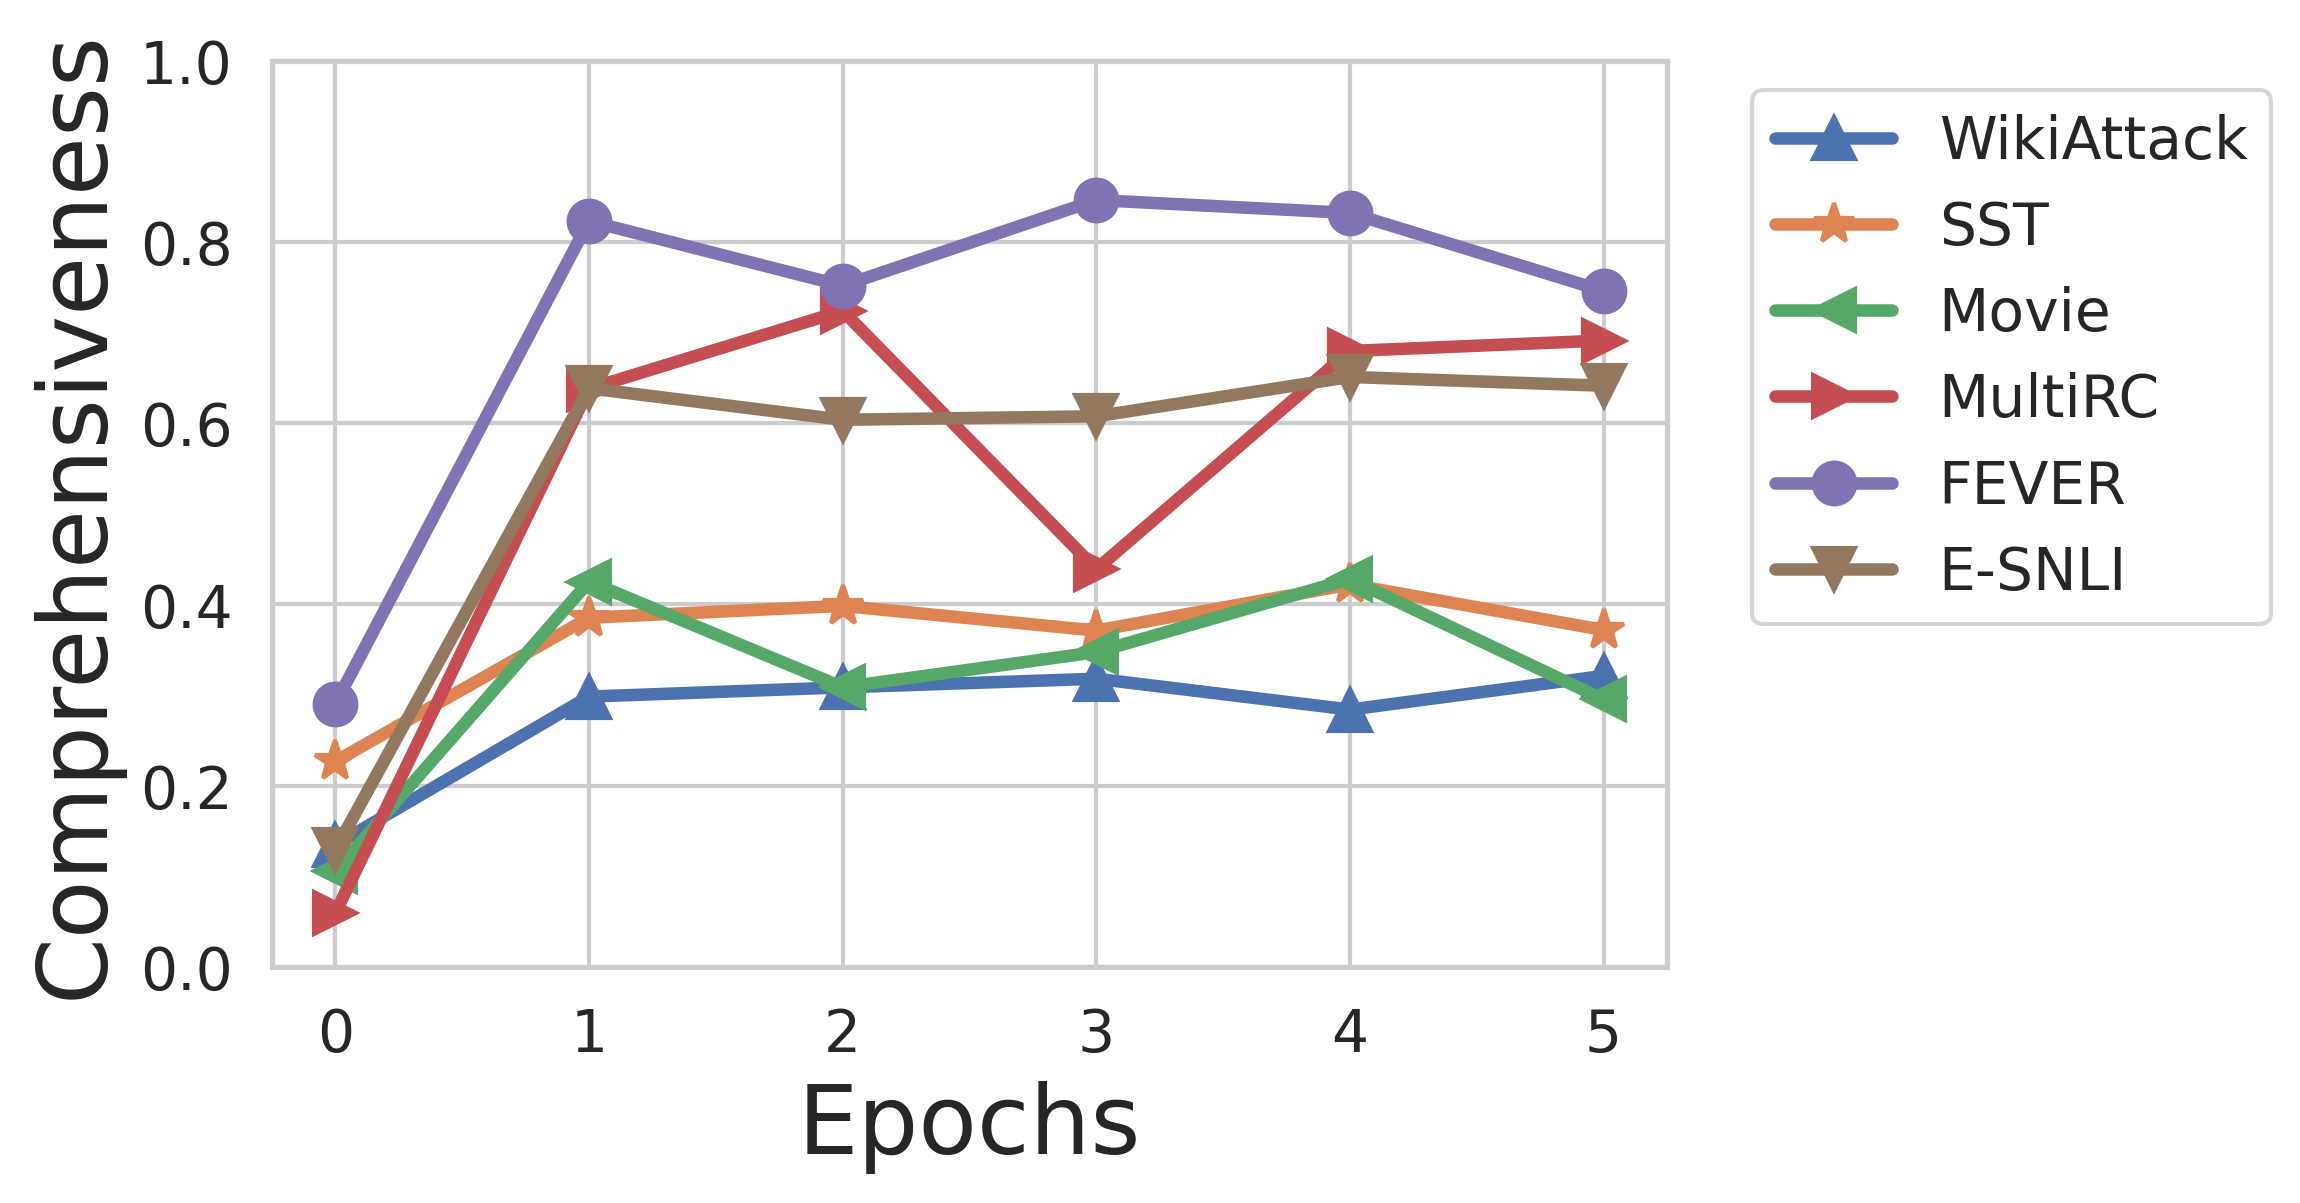 Comprehensiveness
1.0
0.8
0.6
0.4
0.2
0.0
0 1 2 3 4 5
Epochs
WikiAttack
SST
Movie
MultiRC
FEVER
E-SNLI